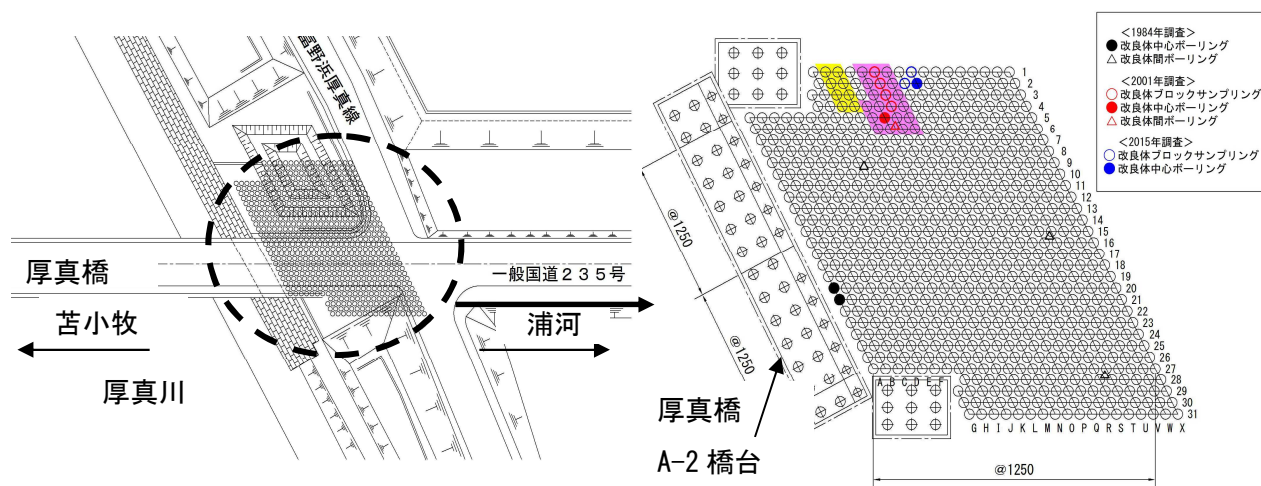 富野浜厚真線
厚真橋
一般国道235号
苫小牧
浦河
厚真川
<1984年調査>
●改良体中心ボーリング
△改良体間ボーリング
<2001年調査>
○改良体ブロックサンプリング
●改良体中心ボーリング
△改良体間ボーリング
<2015年調査>
○改良体ブロックサンプリング
●改良体中心ボーリング
1
2
3
4
5
6
7
8
9
10
11
12
13
14
15
16
17
18
19
20
21
22
23
24
25
26
27
28
29
30
31
@1250
@1250
A B C D E F
G H I J K L M N O P Q R S T U V W X
厚真橋
A-2 橋台
@1250